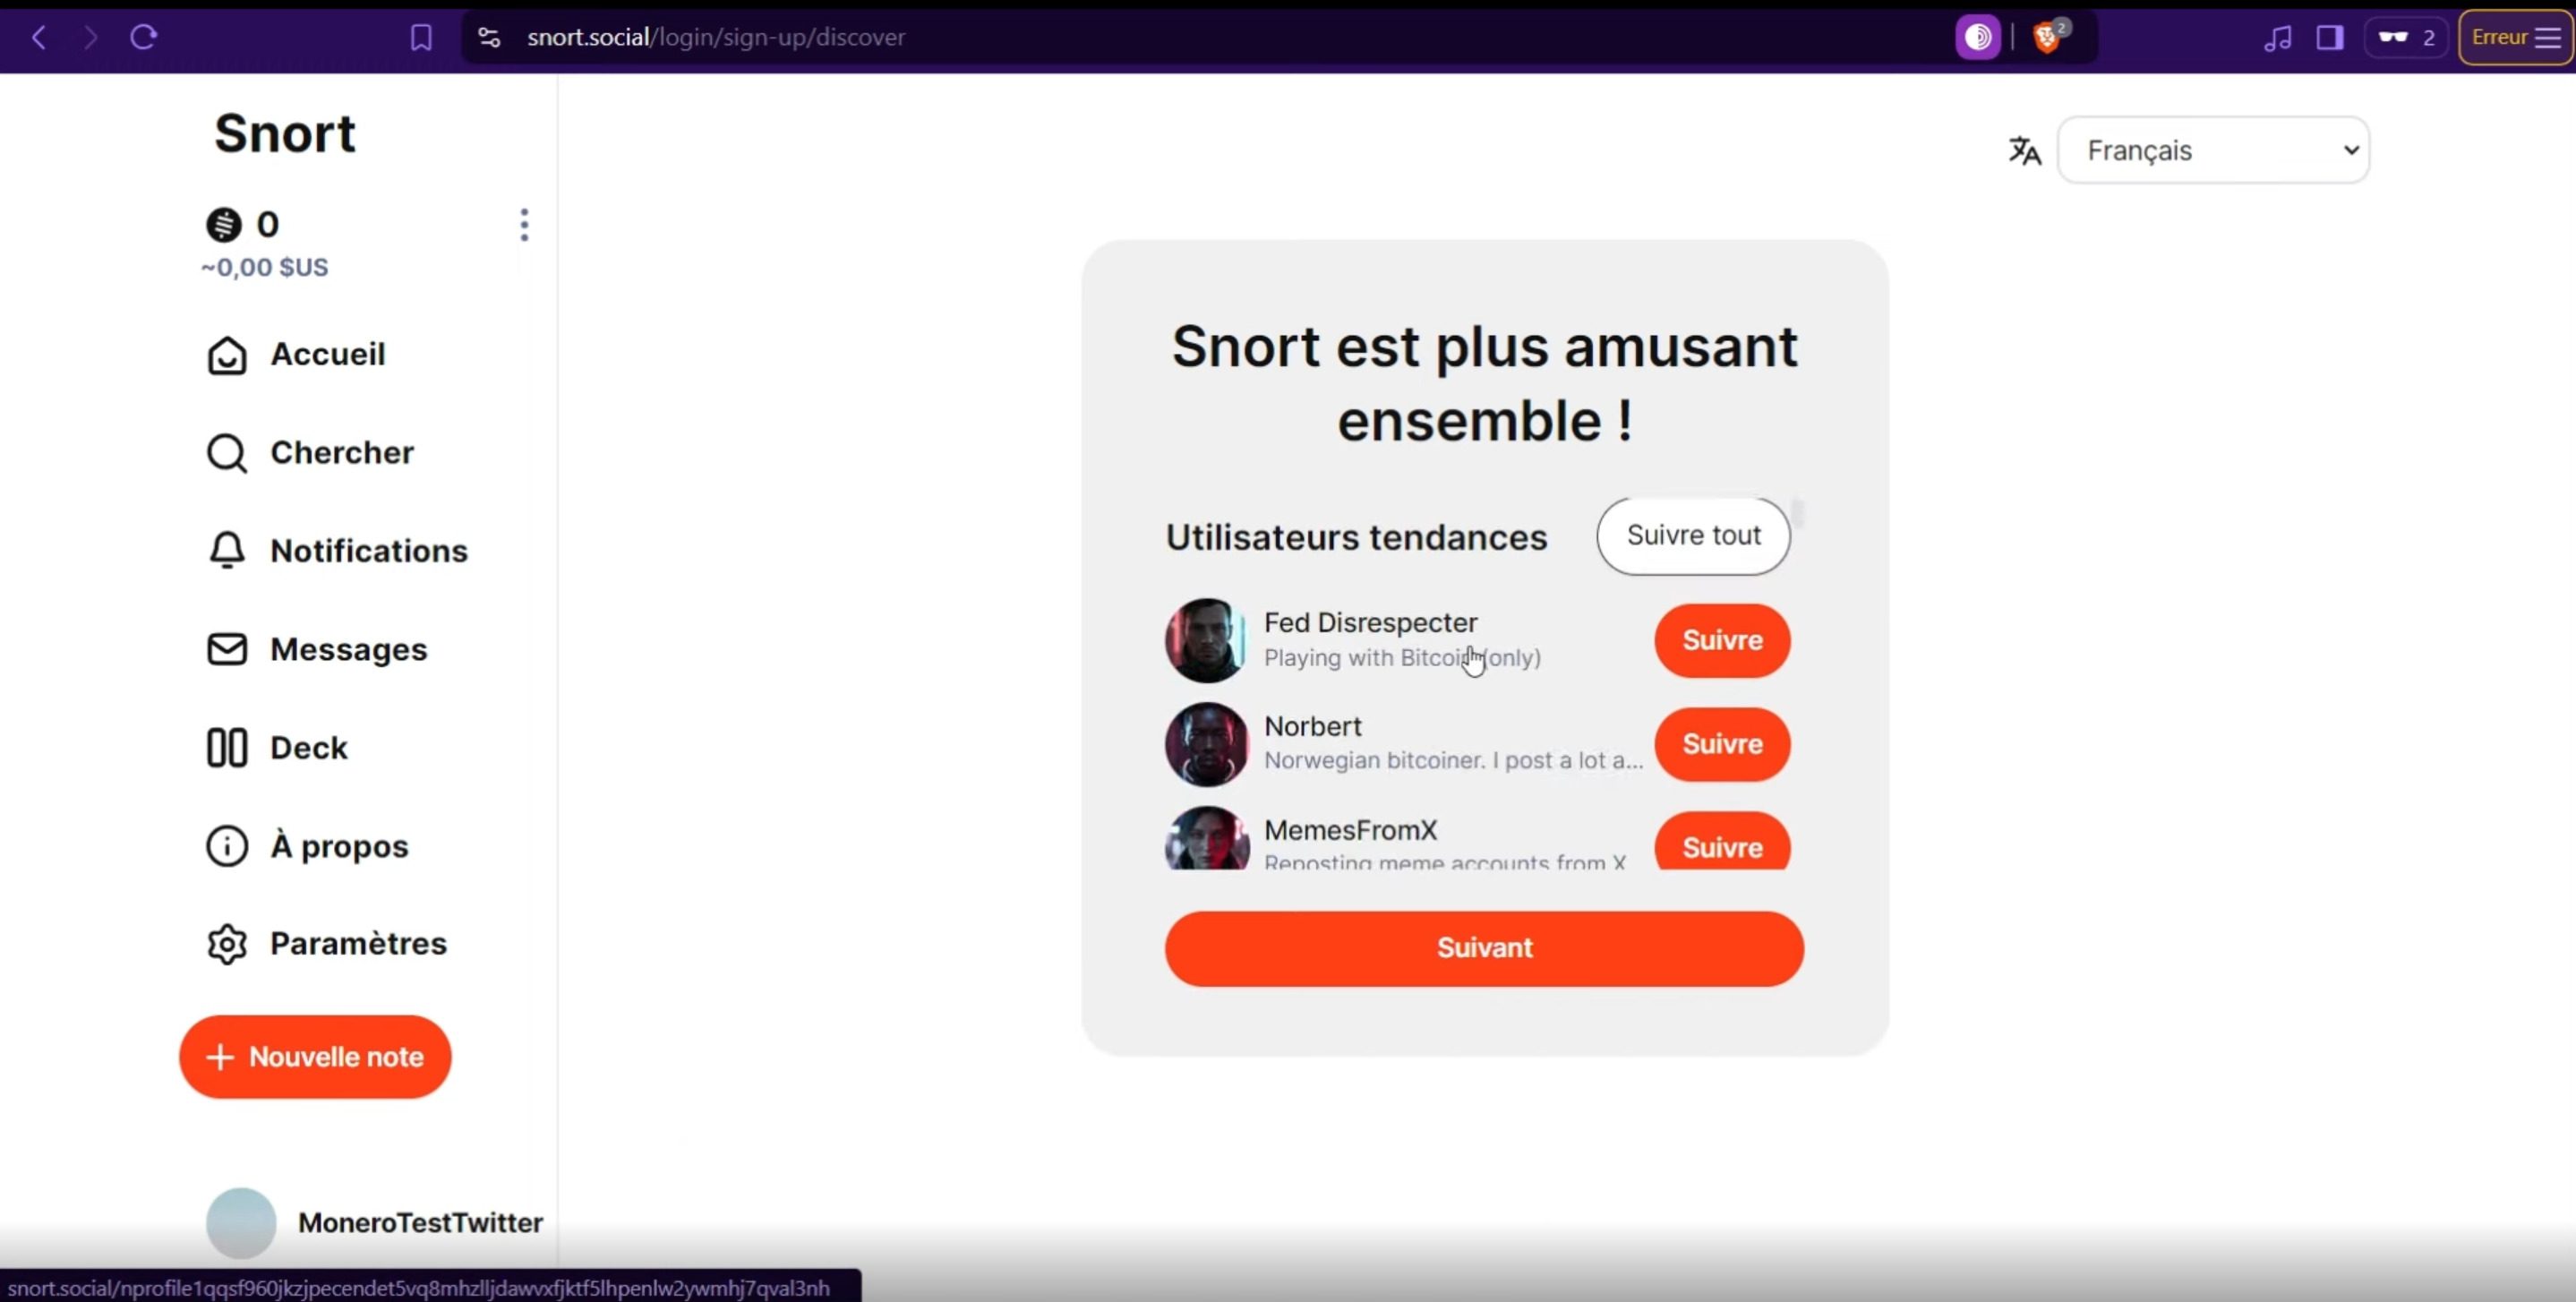 snort.social/login/sign-up/discover
2
2
Erreur
Snort
Français
0
~0,00 $US
Accueil
Chercher
Notifications
Messages
Deck
À propos
Paramètres
Nouvelle note
MoneroTestTwitter
Snort est plus amusant
ensemble !
Utilisateurs tendances
Suivre tout
Fed Disrespecter
Playing with Bitcoin (only)
Suivre
Norbert
Norwegian bitcoiner. I post a lot a...
Suivre
MemesFromX
Reposting meme accounts from X
Suivre
Suivant
snort.social/nprofile1qqsf960jkzjpecendet5vq8mhzlljdawvxfjktf5lhpenlw2ywmhj7qval3nh